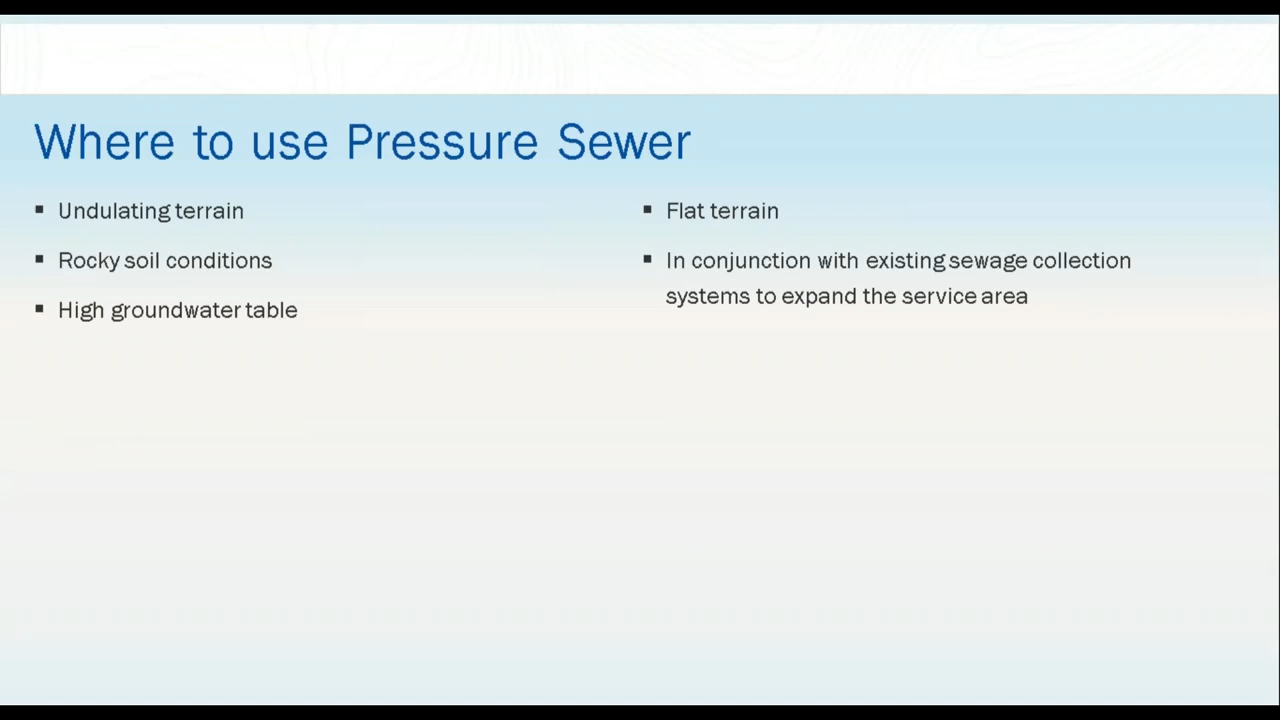 Where to use Pressure Sewer
▪ Undulating terrain
▪ Rocky soil conditions
▪ High groundwater table
▪ Flat terrain
▪ In conjunction with existing sewage collection
systems to expand the service area